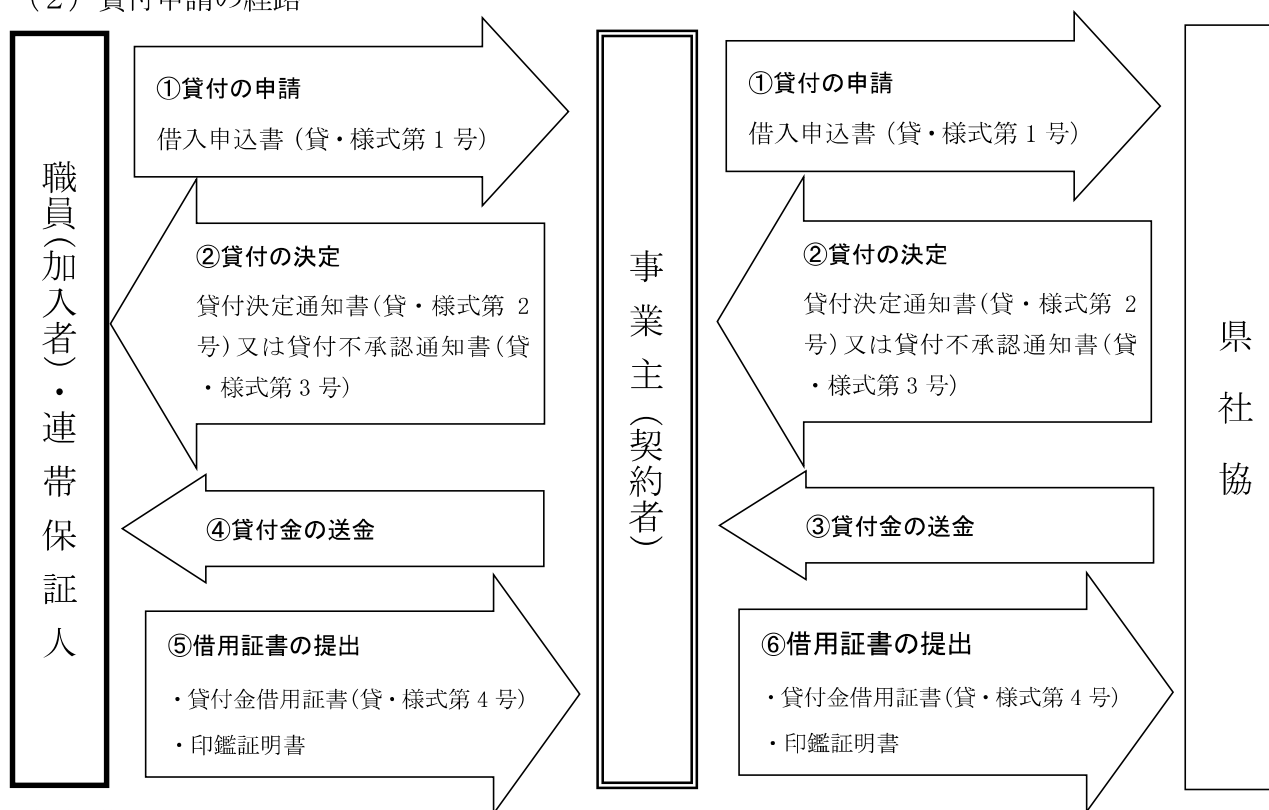 （２）貸付申請の経路
職員(加入者)・連帯保証人
①貸付の申請
借入申込書（貸・様式第１号）
②貸付の決定
貸付決定通知書(貸・様式第 2
号)又は貸付不承認通知書(貸
・様式第３号)
④貸付金の送金
⑤借用証書の提出
・貸付金借用証書(貸・様式第４号)
・印鑑証明書
事業主(契約者)
①貸付の申請
借入申込書（貸・様式第１号）
②貸付の決定
貸付決定通知書(貸・様式第 2
号)又は貸付不承認通知書(貸
・様式第３号)
③貸付金の送金
⑥借用証書の提出
・貸付金借用証書(貸・様式第４号)
・印鑑証明書
県社協